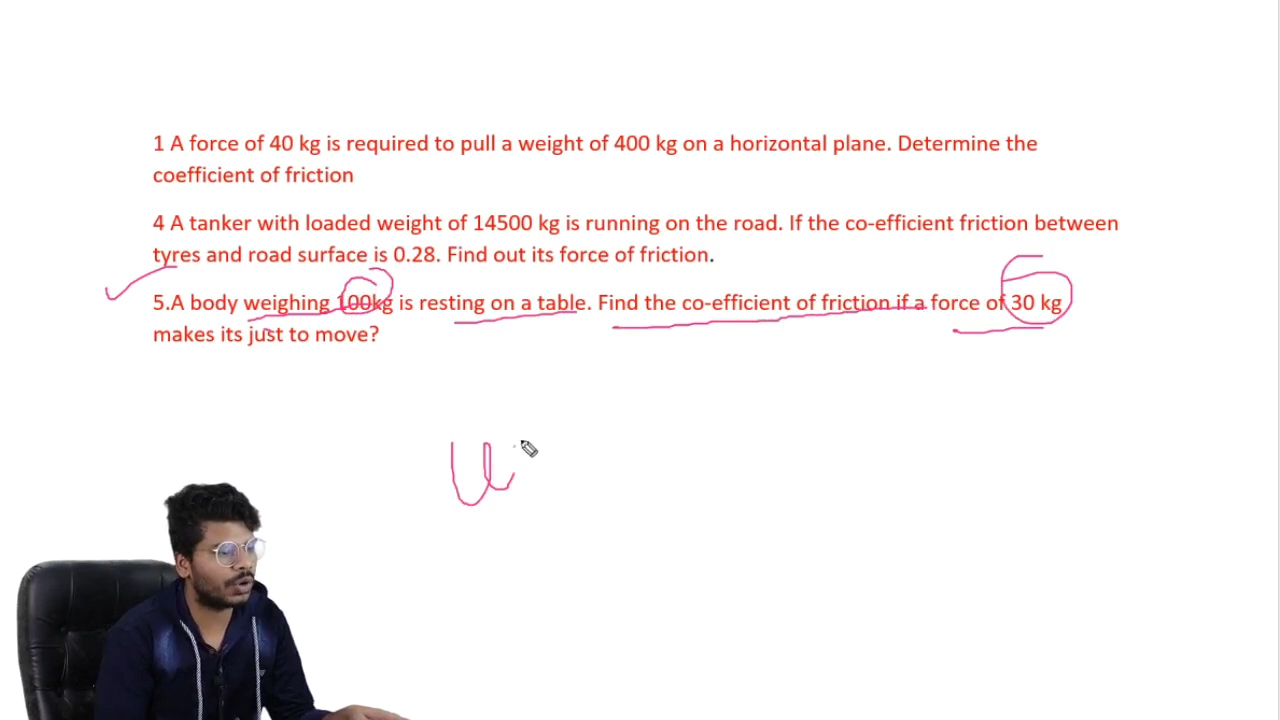 1 A force of 40 kg is required to pull a weight of 400 kg on a horizontal plane. Determine the
coefficient of friction
4 A tanker with loaded weight of 14500 kg is running on the road. If the co-efficient friction between
tyres and road surface is 0.28. Find out its force of friction.
5.A body weighing 100kg is resting on a table. Find the co-efficient of friction if a force of 30 kg
makes its just to move?